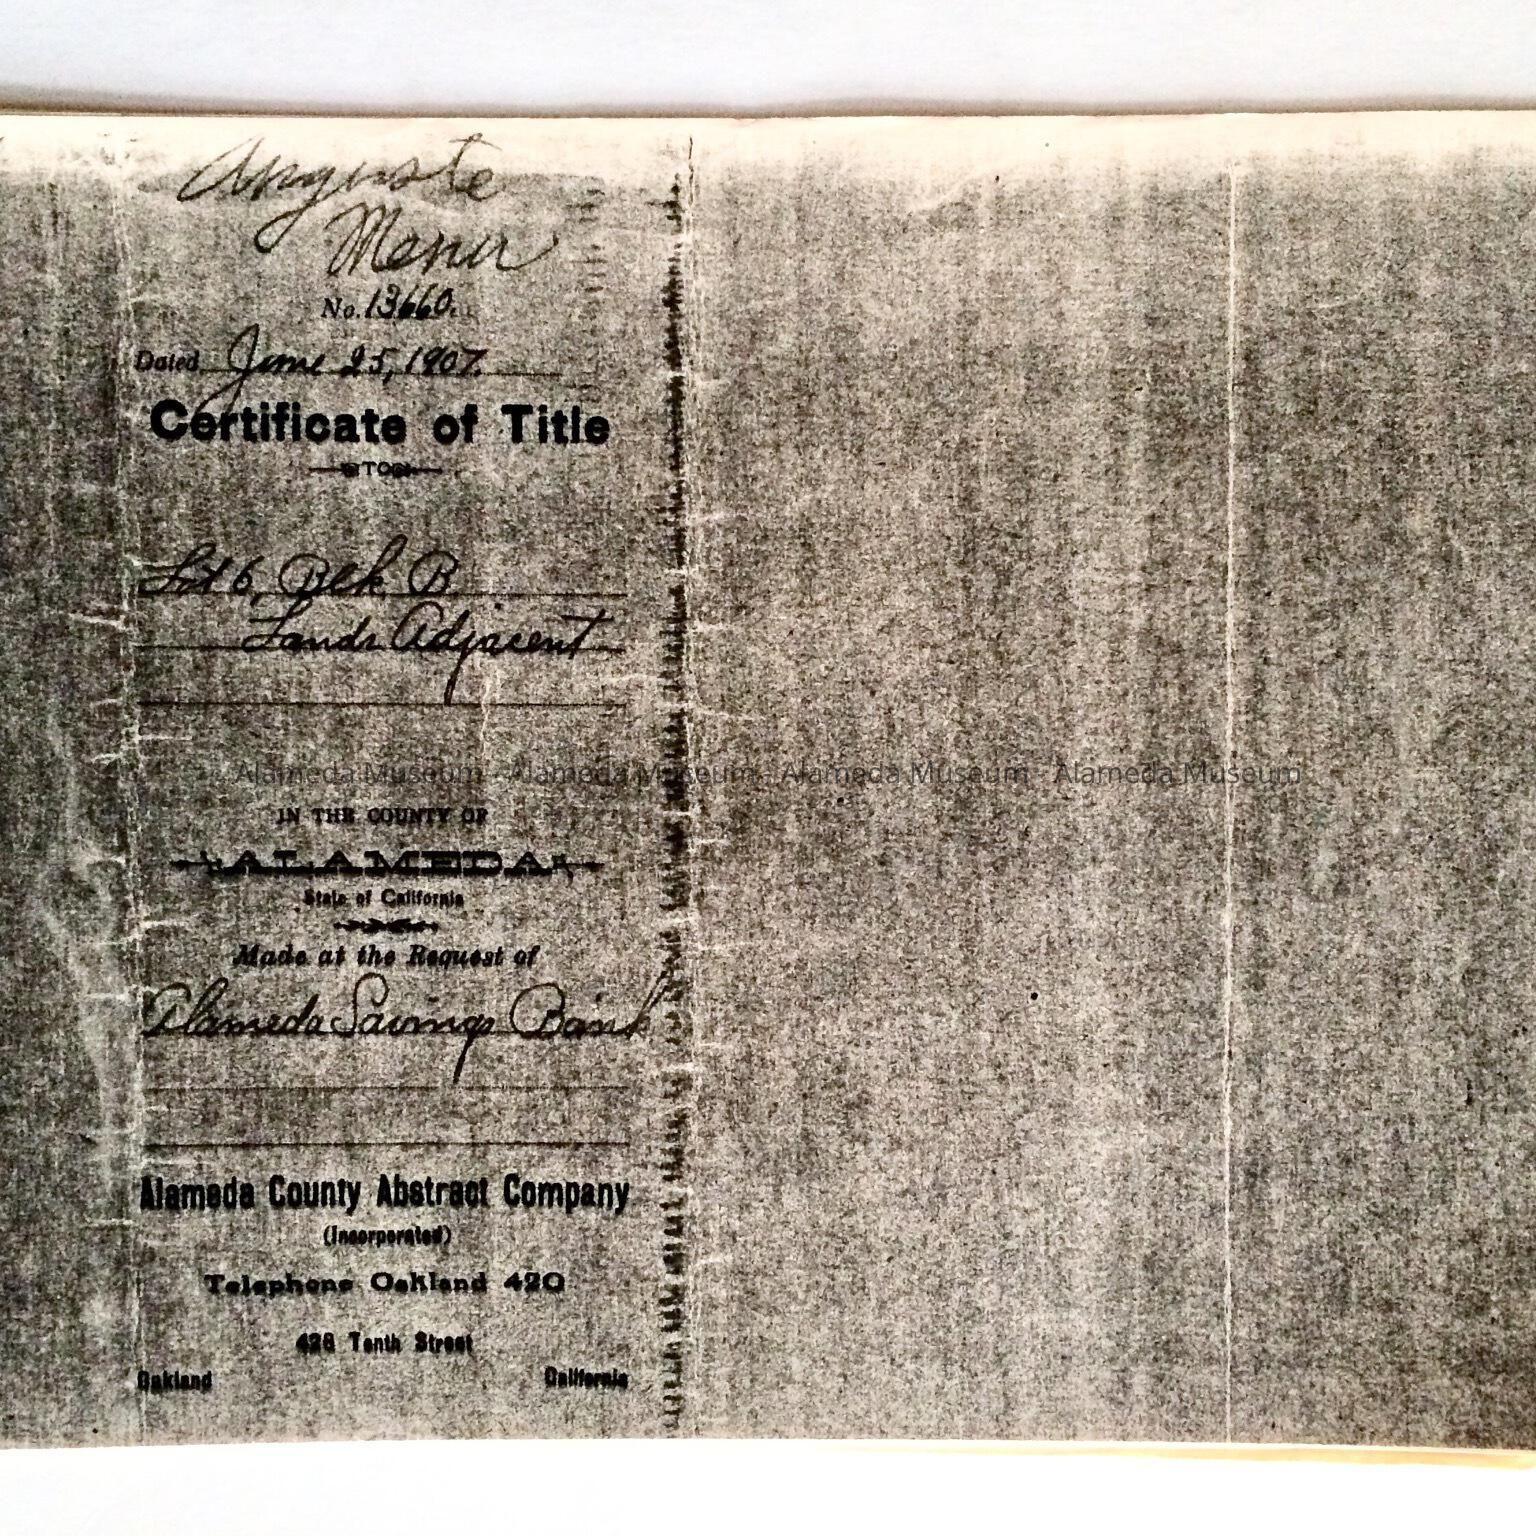 Auguste
No. 13660.
Dated June 25, 1907.
Certificate of Title
TO
Lot 6, Blk B
Lands Adjacent
Alameda Museum - Alameda Museum - Alameda Museum - Alameda Museum
IN THE COUNTY OF
ALAMEDA
State of California
Made at the Request of
Alameda Savings Bank
Alameda County Abstract Company
(Incorporated)
Telephone Oakland 420
Tenth Street
Oakland California